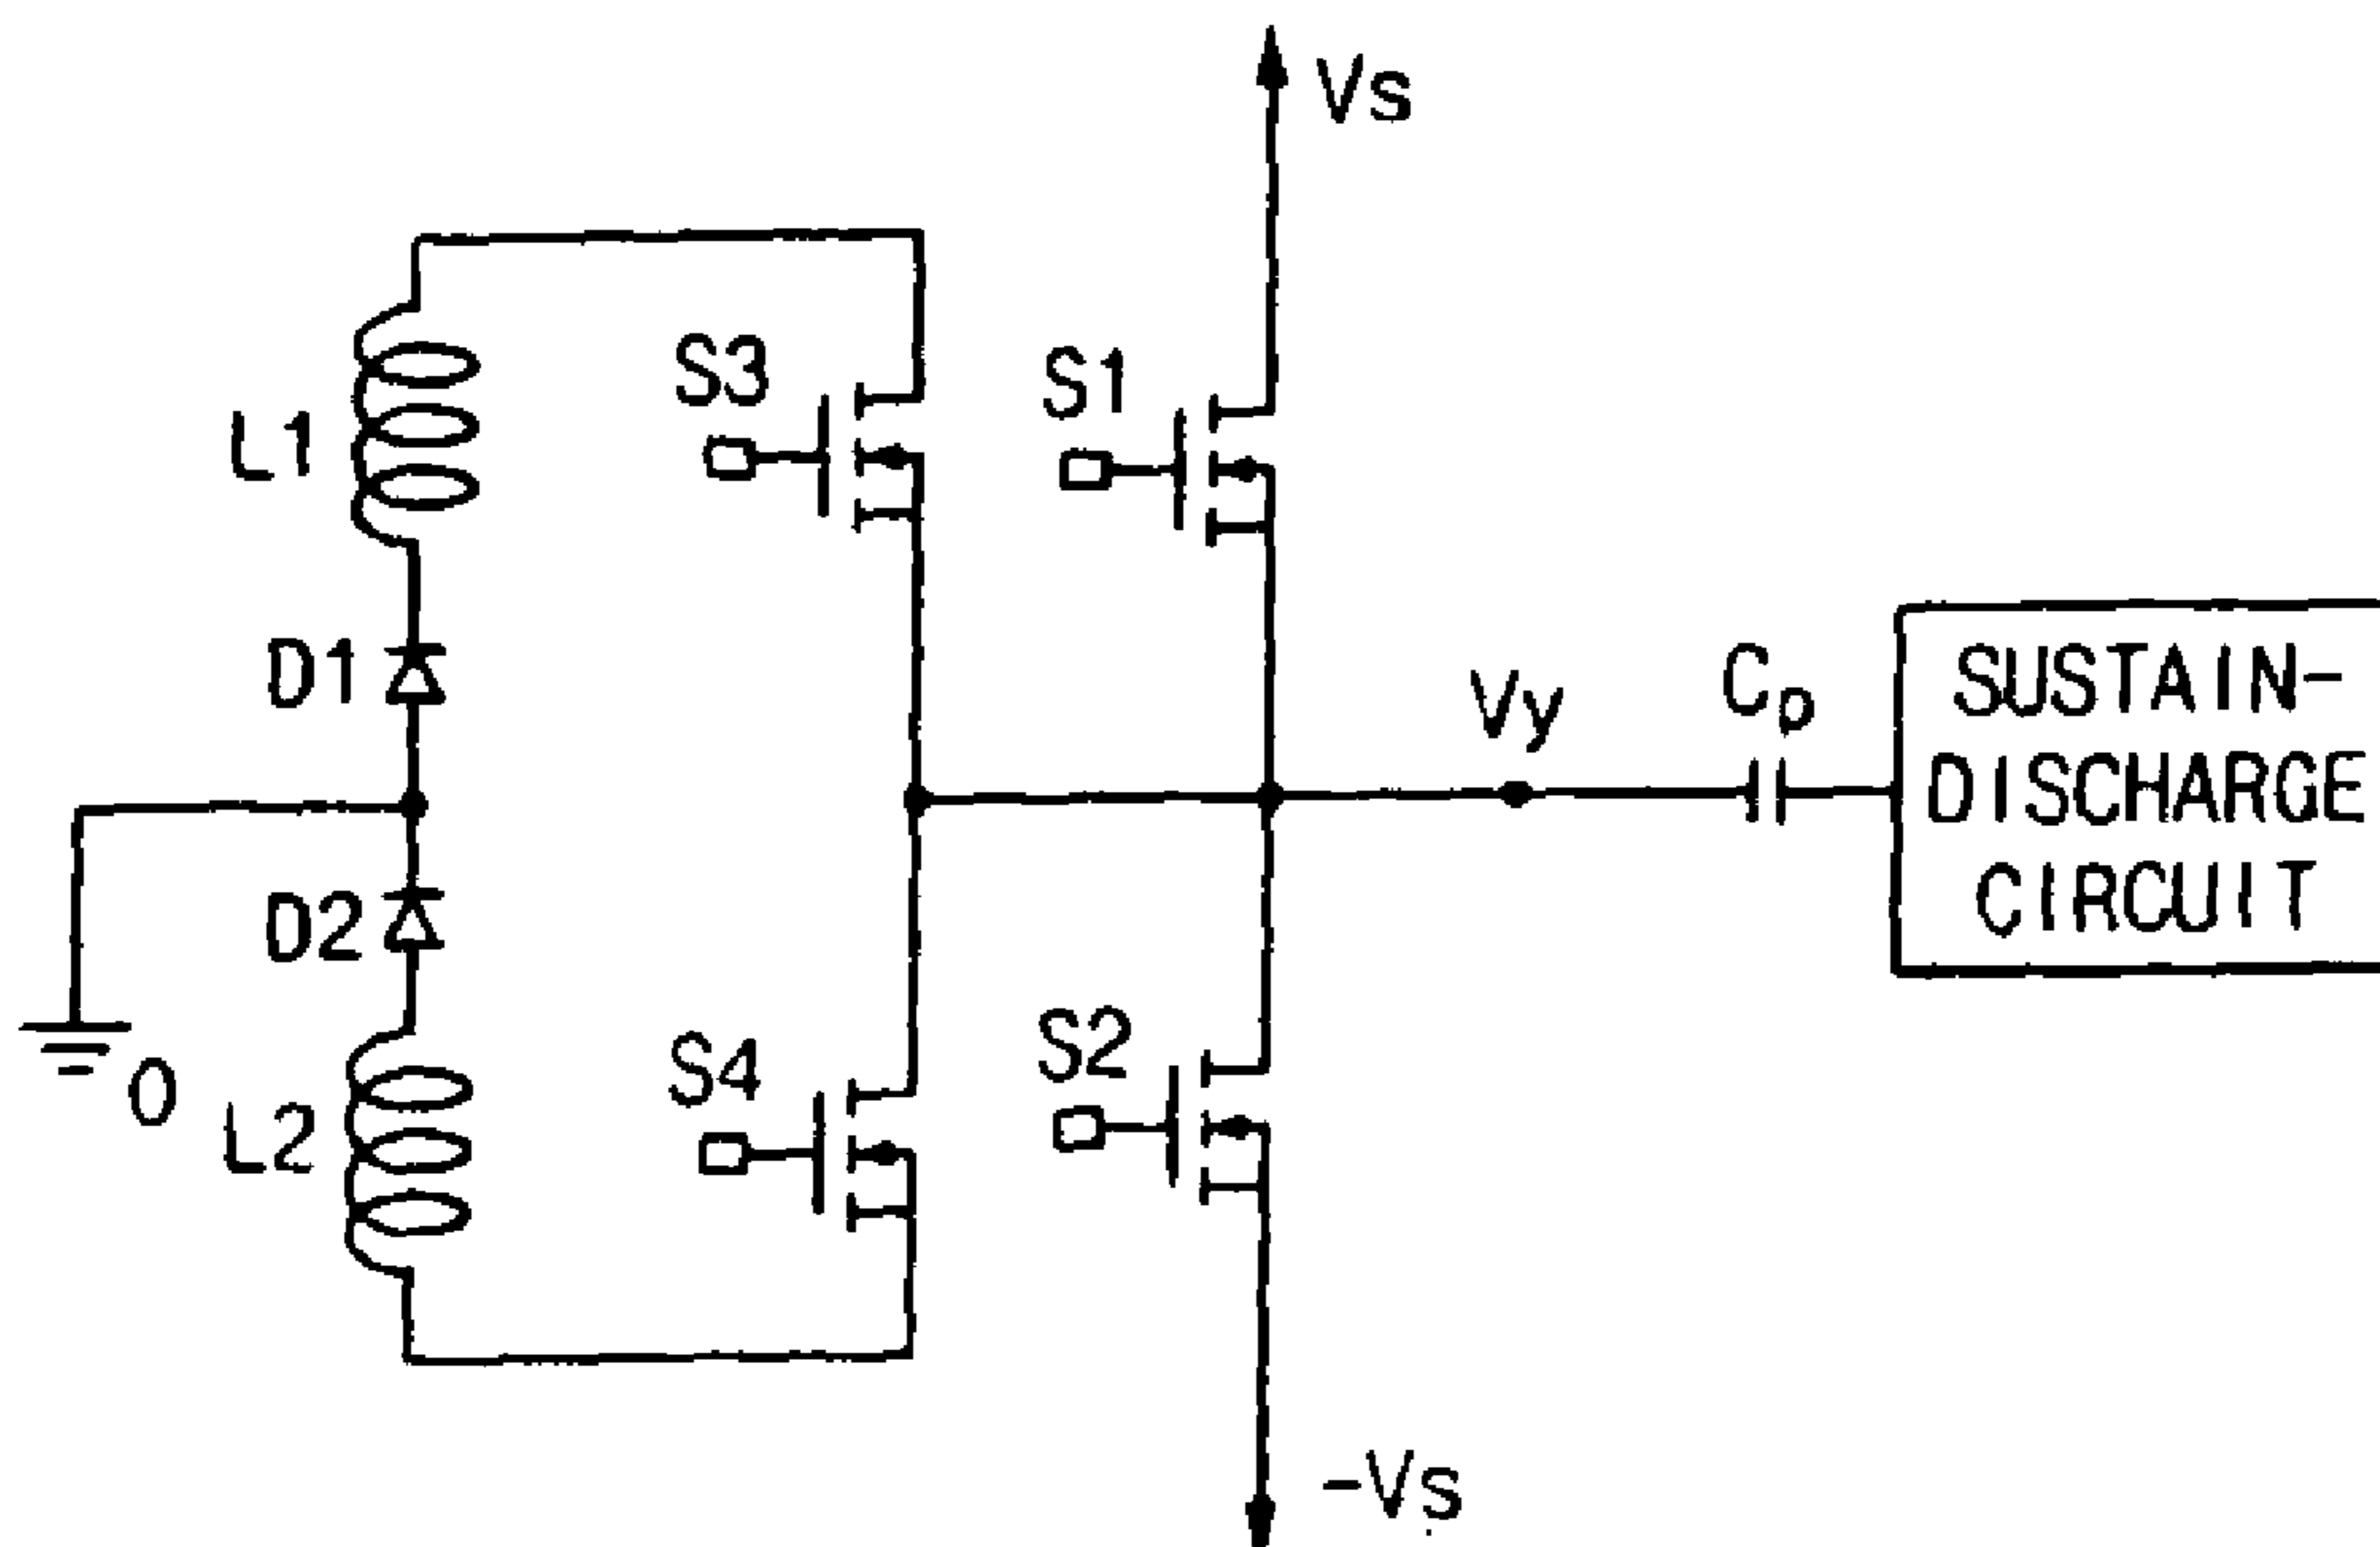 Vs
S3
S1
L1
D1
Vy
Cp
SUSTAIN-
DISCHARGE
CIRCUIT
D2
S4
S2
0
L2
-Vs